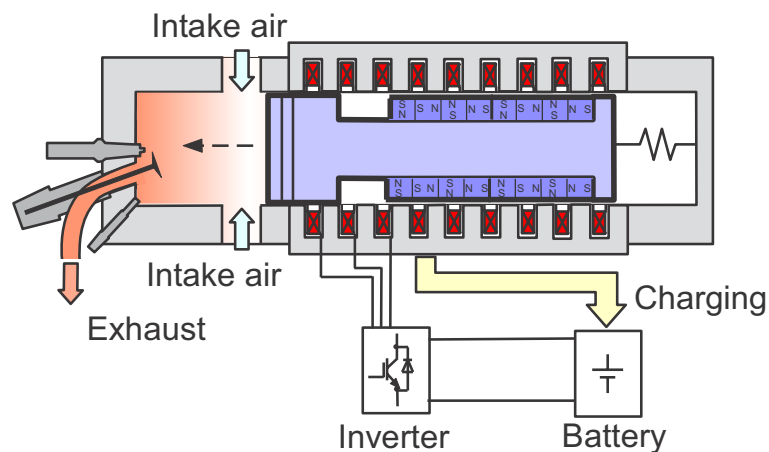 Intake air
S N S N N S N S S N S N N S N S
N S N S
N S N S N S N S
S N N S N S S N N S
Intake air
Charging
Exhaust
Inverter
Battery